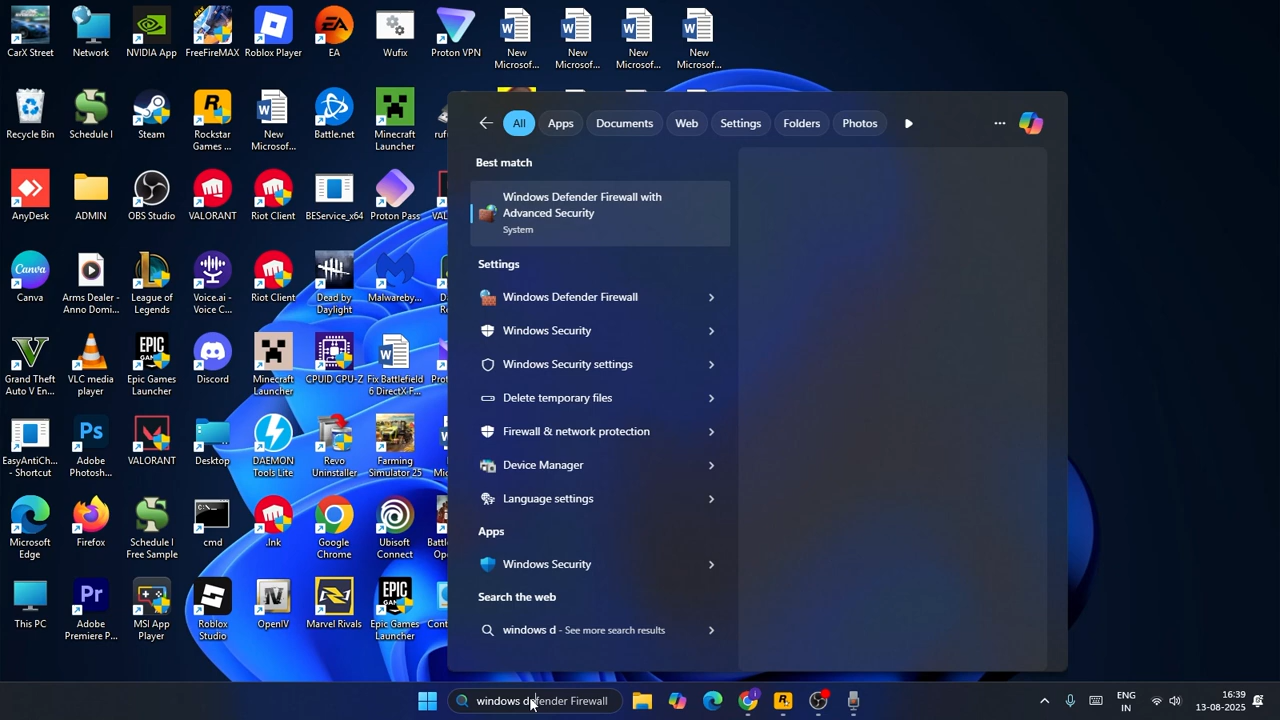 CarX Street
Network
NVIDIA App
FreeFireMAX
Roblox Player
EA
Wufix
Proton VPN
New
Microsof...
New
Microsof...
New
Microsof...
New
Microsof...
Recycle Bin
Schedule I
Steam
Rockstar
Games ...
New
Microsof...
Battle.net
Minecraft
Launcher
AnyDesk
ADMIN
OBS Studio
VALORANT
Riot Client
BEService_x64
Proton Pass
Canva
Arms Dealer -
Anno Domi...
League of
Legends
Voice.ai -
Voice C...
Riot Client
Dead by
Daylight
Malwareby...
Grand Theft
Auto V En...
VLC media
player
Epic Games
Launcher
Discord
Minecraft
Launcher
CPUID CPU-Z
Fix Battlefield
6 DirectX F...
EasyAntiCh...
- Shortcut
Adobe
Photosh...
VALORANT
Desktop
DAEMON
Tools Lite
Revo
Uninstaller
Farming
Simulator 25
Microsoft
Edge
Firefox
Schedule I
Free Sample
cmd
.lnk
Google
Chrome
Ubisoft
Connect
This PC
Adobe
Premiere P...
MSI App
Player
Roblox
Studio
OpenIV
Marvel Rivals
Epic Games
Launcher
All
Apps
Documents
Web
Settings
Folders
Photos
Best match
Windows Defender Firewall with
Advanced Security
System
Settings
Windows Defender Firewall
Windows Security
Windows Security settings
Delete temporary files
Firewall & network protection
Device Manager
Language settings
Apps
Windows Security
Search the web
windows d - See more search results
windows defender Firewall
ENG
IN
16:39
13-08-2025